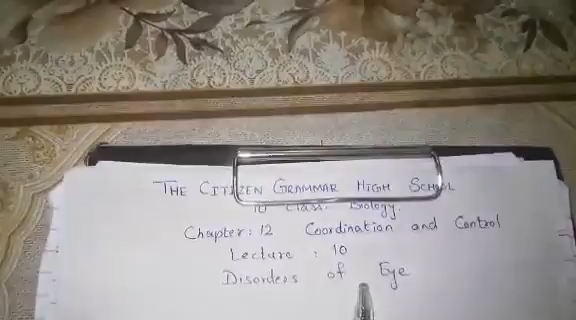 THE CITIZEN GRAMMAR HIGH SCHOOL
10 Class. Biology.
Chapter: 12 Coordination and Control
Lecture : 10
Disorders of Eye